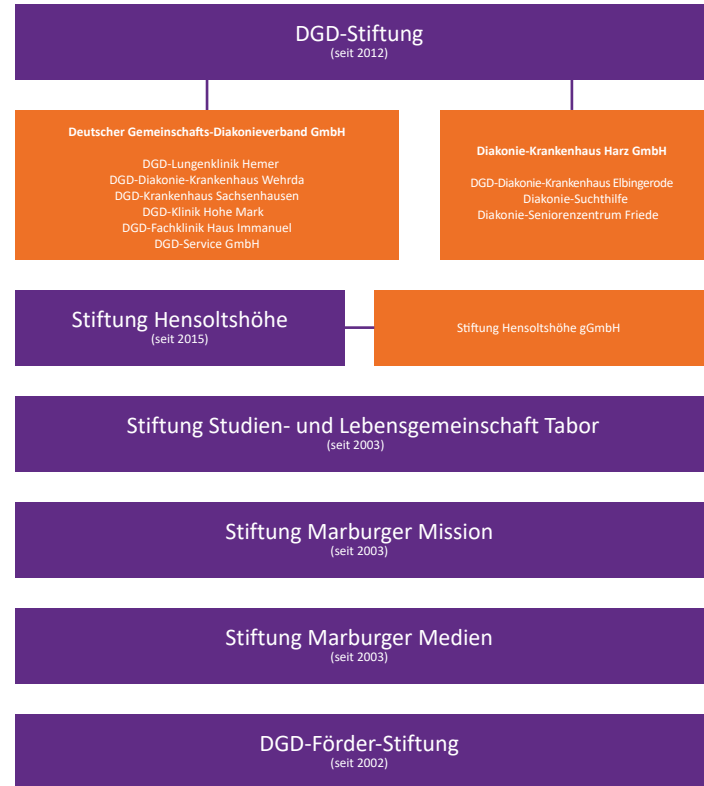 DGD-Stiftung
(seit 2012)
Deutscher Gemeinschafts-Diakonieverband GmbH
DGD-Lungenklinik Hemer
DGD-Diakonie-Krankenhaus Wehrda
DGD-Krankenhaus Sachsenhausen
DGD-Klinik Hohe Mark
DGD-Fachklinik Haus Immanuel
DGD-Service GmbH
Diakonie-Krankenhaus Harz GmbH
DGD-Diakonie-Krankenhaus Elbingerode
Diakonie-Suchthilfe
Diakonie-Seniorenzentrum Friede
Stiftung Hensoltshöhe
(seit 2015)
Stiftung Hensoltshöhe gGmbH
Stiftung Studien- und Lebensgemeinschaft Tabor
(seit 2003)
Stiftung Marburger Mission
(seit 2003)
Stiftung Marburger Medien
(seit 2003)
DGD-Förder-Stiftung
(seit 2002)